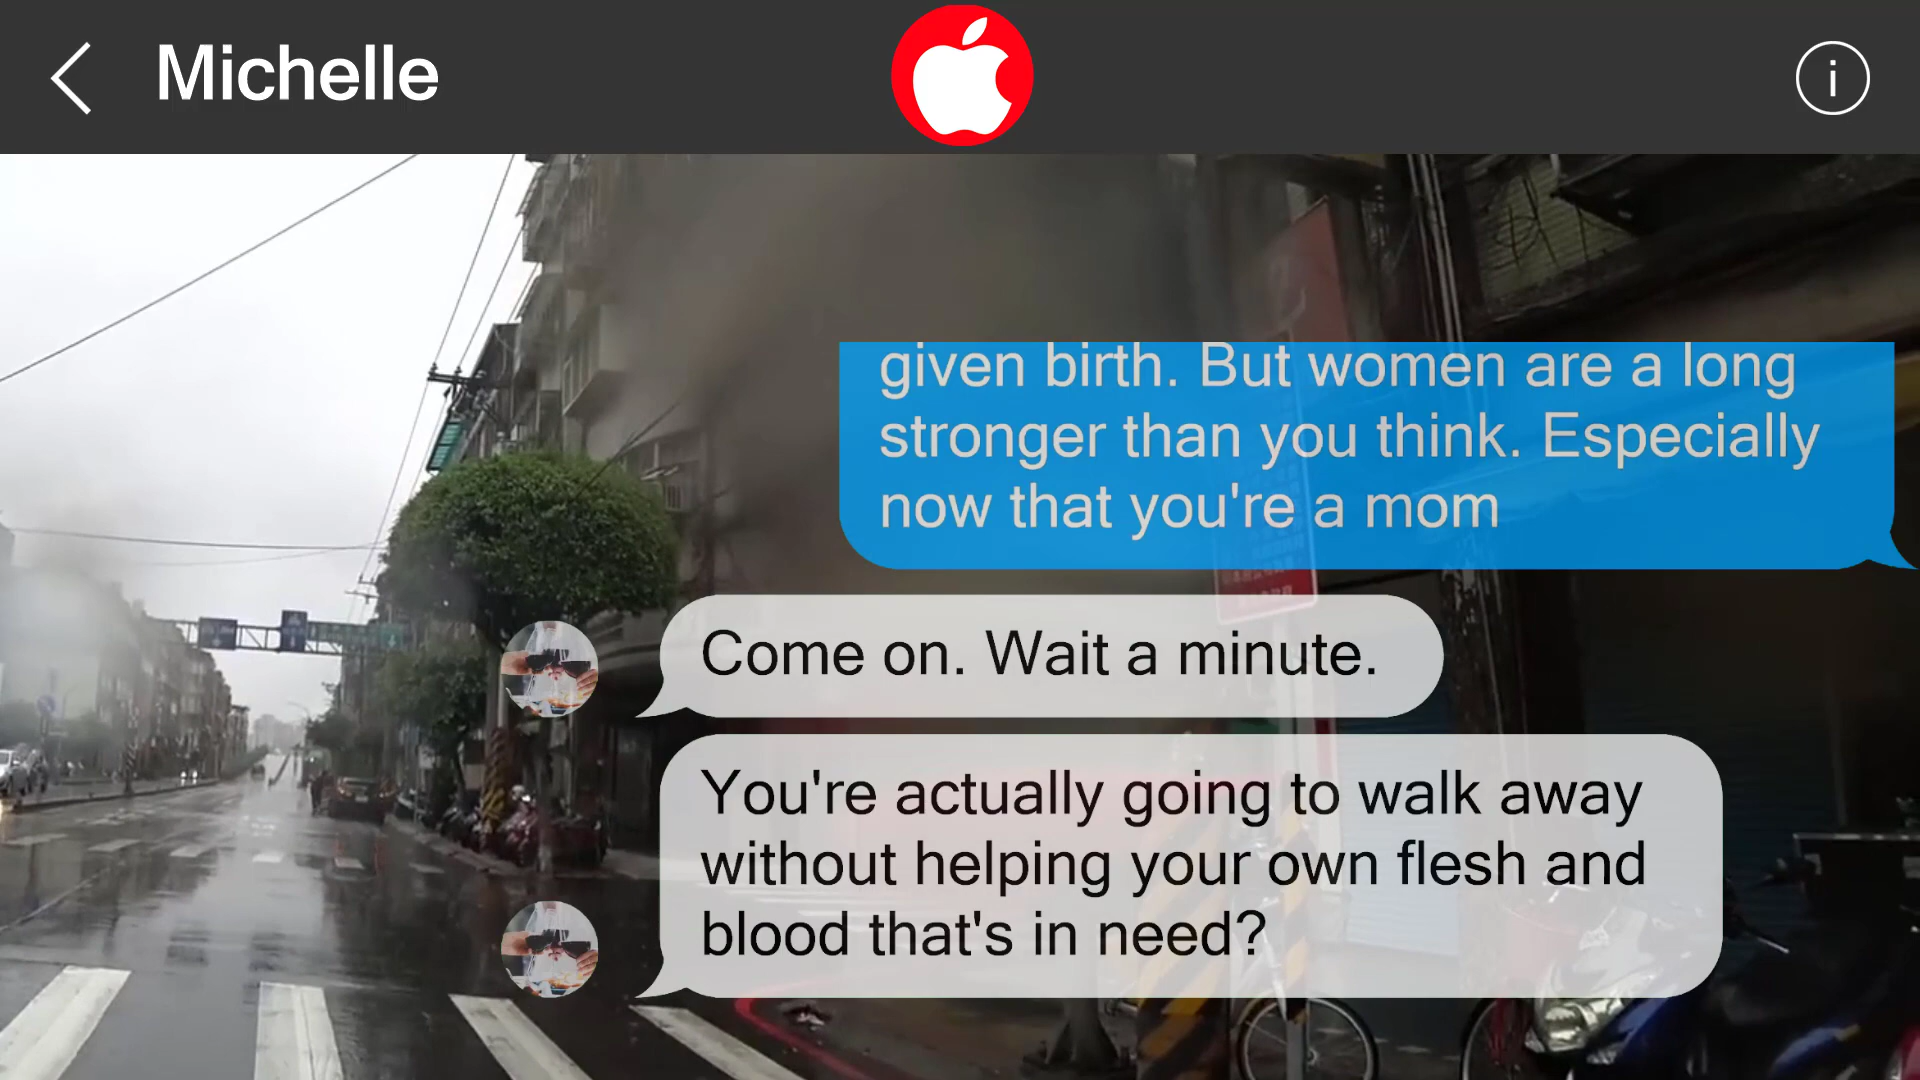 Michelle
given birth. But women are a long
stronger than you think. Especially
now that you're a mom
Come on. Wait a minute.
You're actually going to walk away
without helping your own flesh and
blood that's in need?